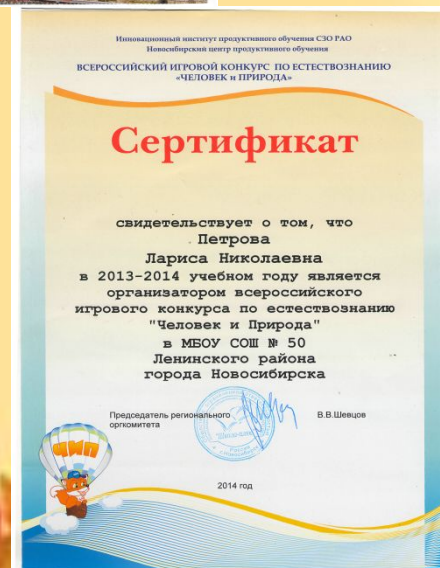 Инновационный институт продуктивного обучения СЗО РАО
Новосибирский центр продуктивного обучения
ВСЕРОССИЙСКИЙ ИГРОВОЙ КОНКУРС ПО ЕСТЕСТВОЗНАНИЮ
«ЧЕЛОВЕК и ПРИРОДА»
Сертификат
свидетельствует о том, что
Петрова
Лариса Николаевна
в 2013-2014 учебном году является
организатором всероссийского
игрового конкурса по естествознанию
"Человек и Природа"
в МБОУ СОШ № 50
Ленинского района
города Новосибирска
Председатель регионального
оргкомитета
В.В.Шевцов
ЧИП
2014 год